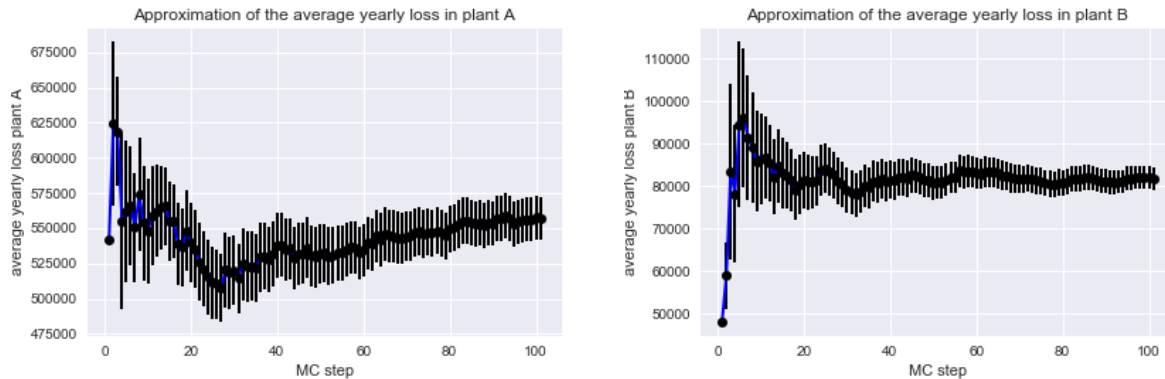 Approximation of the average yearly loss in plant A
average yearly loss plant A
675000
650000
625000
600000
575000
550000
525000
500000
475000
0 20 40 60 80 100
MC step
Approximation of the average yearly loss in plant B
average yearly loss plant B
110000
100000
90000
80000
70000
60000
50000
0 20 40 60 80 100
MC step